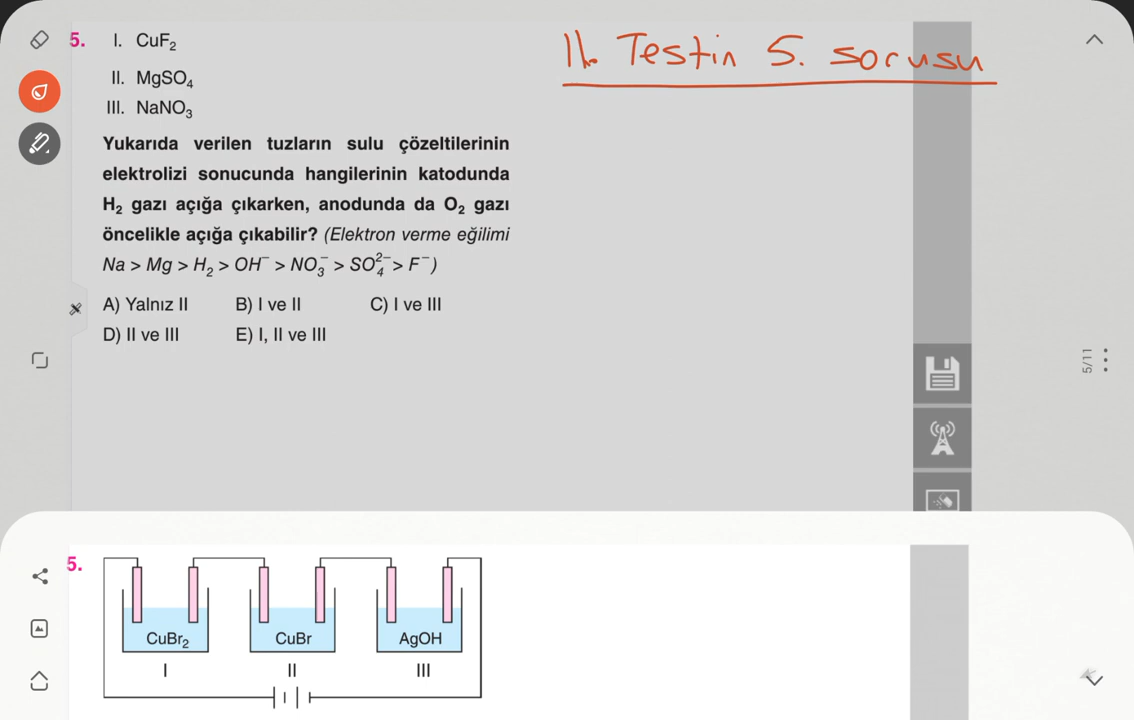 11. Testin 5. sorusu
5. I. CuF₂
II. MgSO₄
III. NaNO₃
Yukarıda verilen tuzların sulu çözeltilerinin
elektrolizi sonucunda hangilerinin katodunda
H₂ gazı açığa çıkarken, anodunda da O₂ gazı
öncelikle açığa çıkabilir? (Elektron verme eğilimi
Na > Mg > H₂ > OH⁻ > NO₃⁻ > SO₄²⁻ > F⁻)
A) Yalnız II B) I ve II C) I ve III
D) II ve III E) I, II ve III
5/11
5.
CuBr₂ CuBr AgOH
I II III